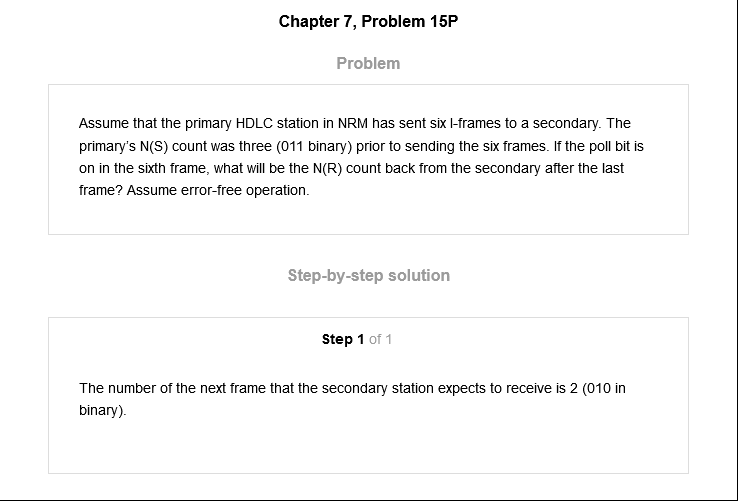 Chapter 7, Problem 15P
Problem
Assume that the primary HDLC station in NRM has sent six I-frames to a secondary. The
primary's N(S) count was three (011 binary) prior to sending the six frames. If the poll bit is
on in the sixth frame, what will be the N(R) count back from the secondary after the last
frame? Assume error-free operation.
Step-by-step solution
Step 1 of 1
The number of the next frame that the secondary station expects to receive is 2 (010 in
binary).